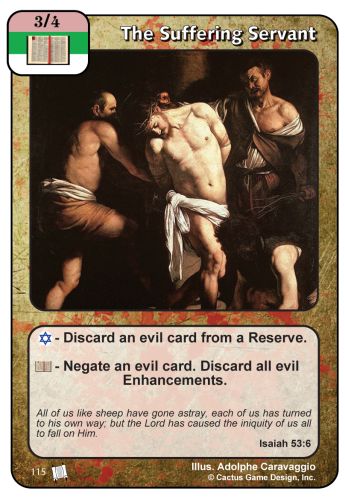 3/4
The Suffering Servant
- Discard an evil card from a Reserve.
- Negate an evil card. Discard all evil
Enhancements.
All of us like sheep have gone astray, each of us has turned
to his own way; but the Lord has caused the iniquity of us all
to fall on Him.
Isaiah 53:6
115
Illus. Adolphe Caravaggio
© Cactus Game Design, Inc.